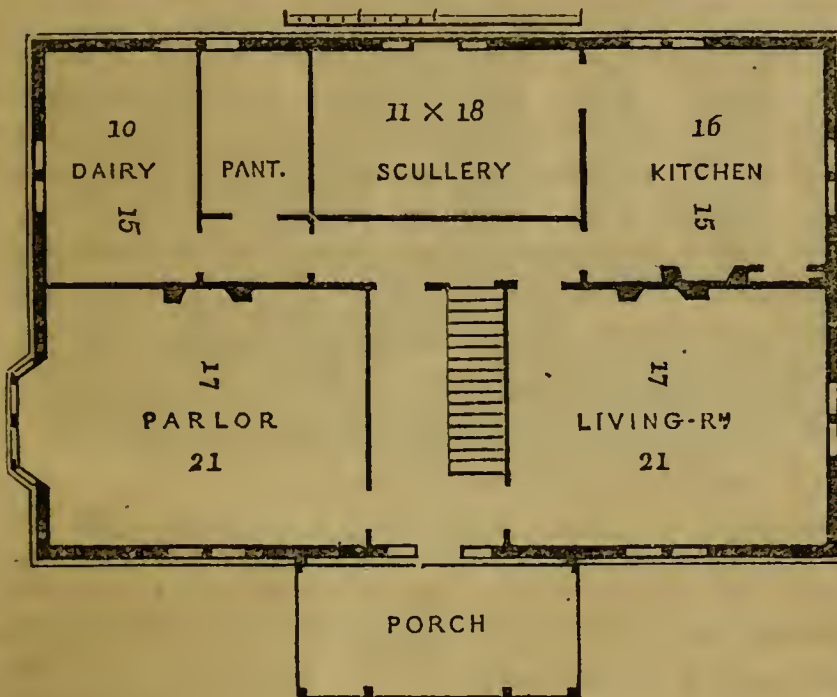 10
DAIRY
15
PANT.
11 × 18
SCULLERY
16
KITCHEN
15
17
PARLOR
21
17
LIVING-RM
21
PORCH